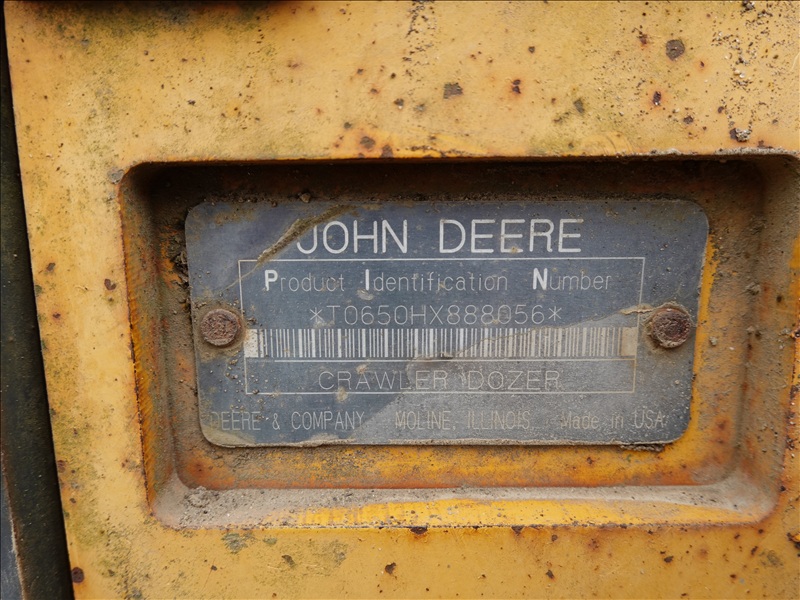 JOHN DEERE
Product Identification Number
*T0650HX888056*
CRAWLER DOZER
DEERE & COMPANY MOLINE, ILLINOIS, Made in USA